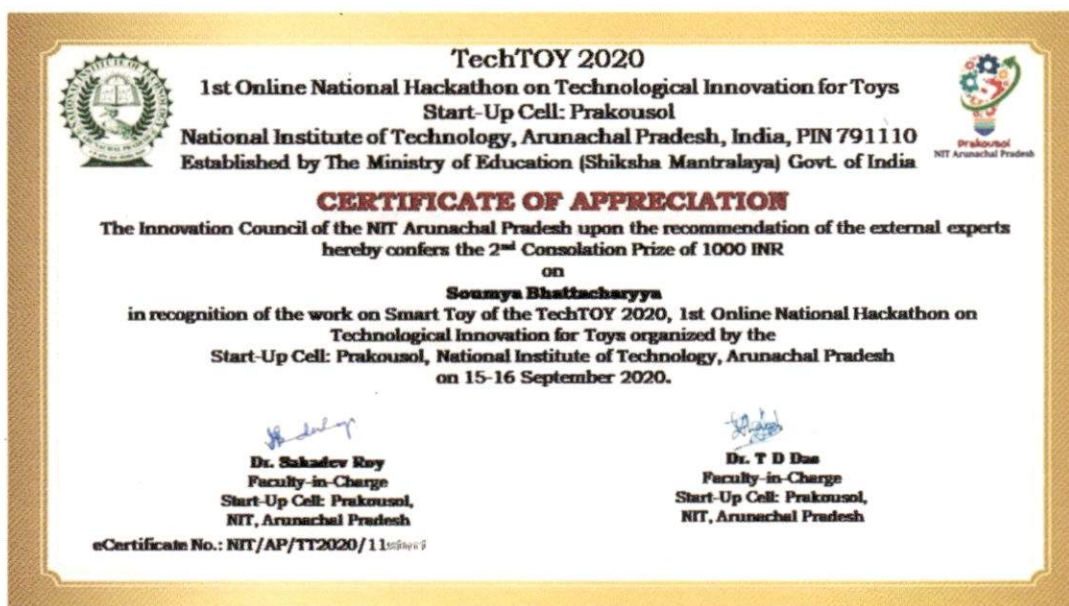 TechTOY 2020
1st Online National Hackathon on Technological Innovation for Toys
Start-Up Cell: Prakousol
National Institute of Technology, Arunachal Pradesh, India, PIN 791110
Established by The Ministry of Education (Shiksha Mantralaya) Govt. of India
Prakousol
NIT Arunachal Pradesh
CERTIFICATE OF APPRECIATION
The Innovation Council of the NIT Arunachal Pradesh upon the recommendation of the external experts
hereby confers the 2nd Consolation Prize of 1000 INR
on
Soumya Bhattacharyya
in recognition of the work on Smart Toy of the TechTOY 2020, 1st Online National Hackathon on
Technological Innovation for Toys organized by the
Start-Up Cell: Prakousol, National Institute of Technology, Arunachal Pradesh
on 15-16 September 2020.
Dr. Sahadev Roy
Faculty-in-Charge
Start-Up Cell: Prakousol,
NIT, Arunachal Pradesh
Dr. T D Das
Faculty-in-Charge
Start-Up Cell: Prakousol,
NIT, Arunachal Pradesh
eCertificate No.: NIT/AP/TT2020/11